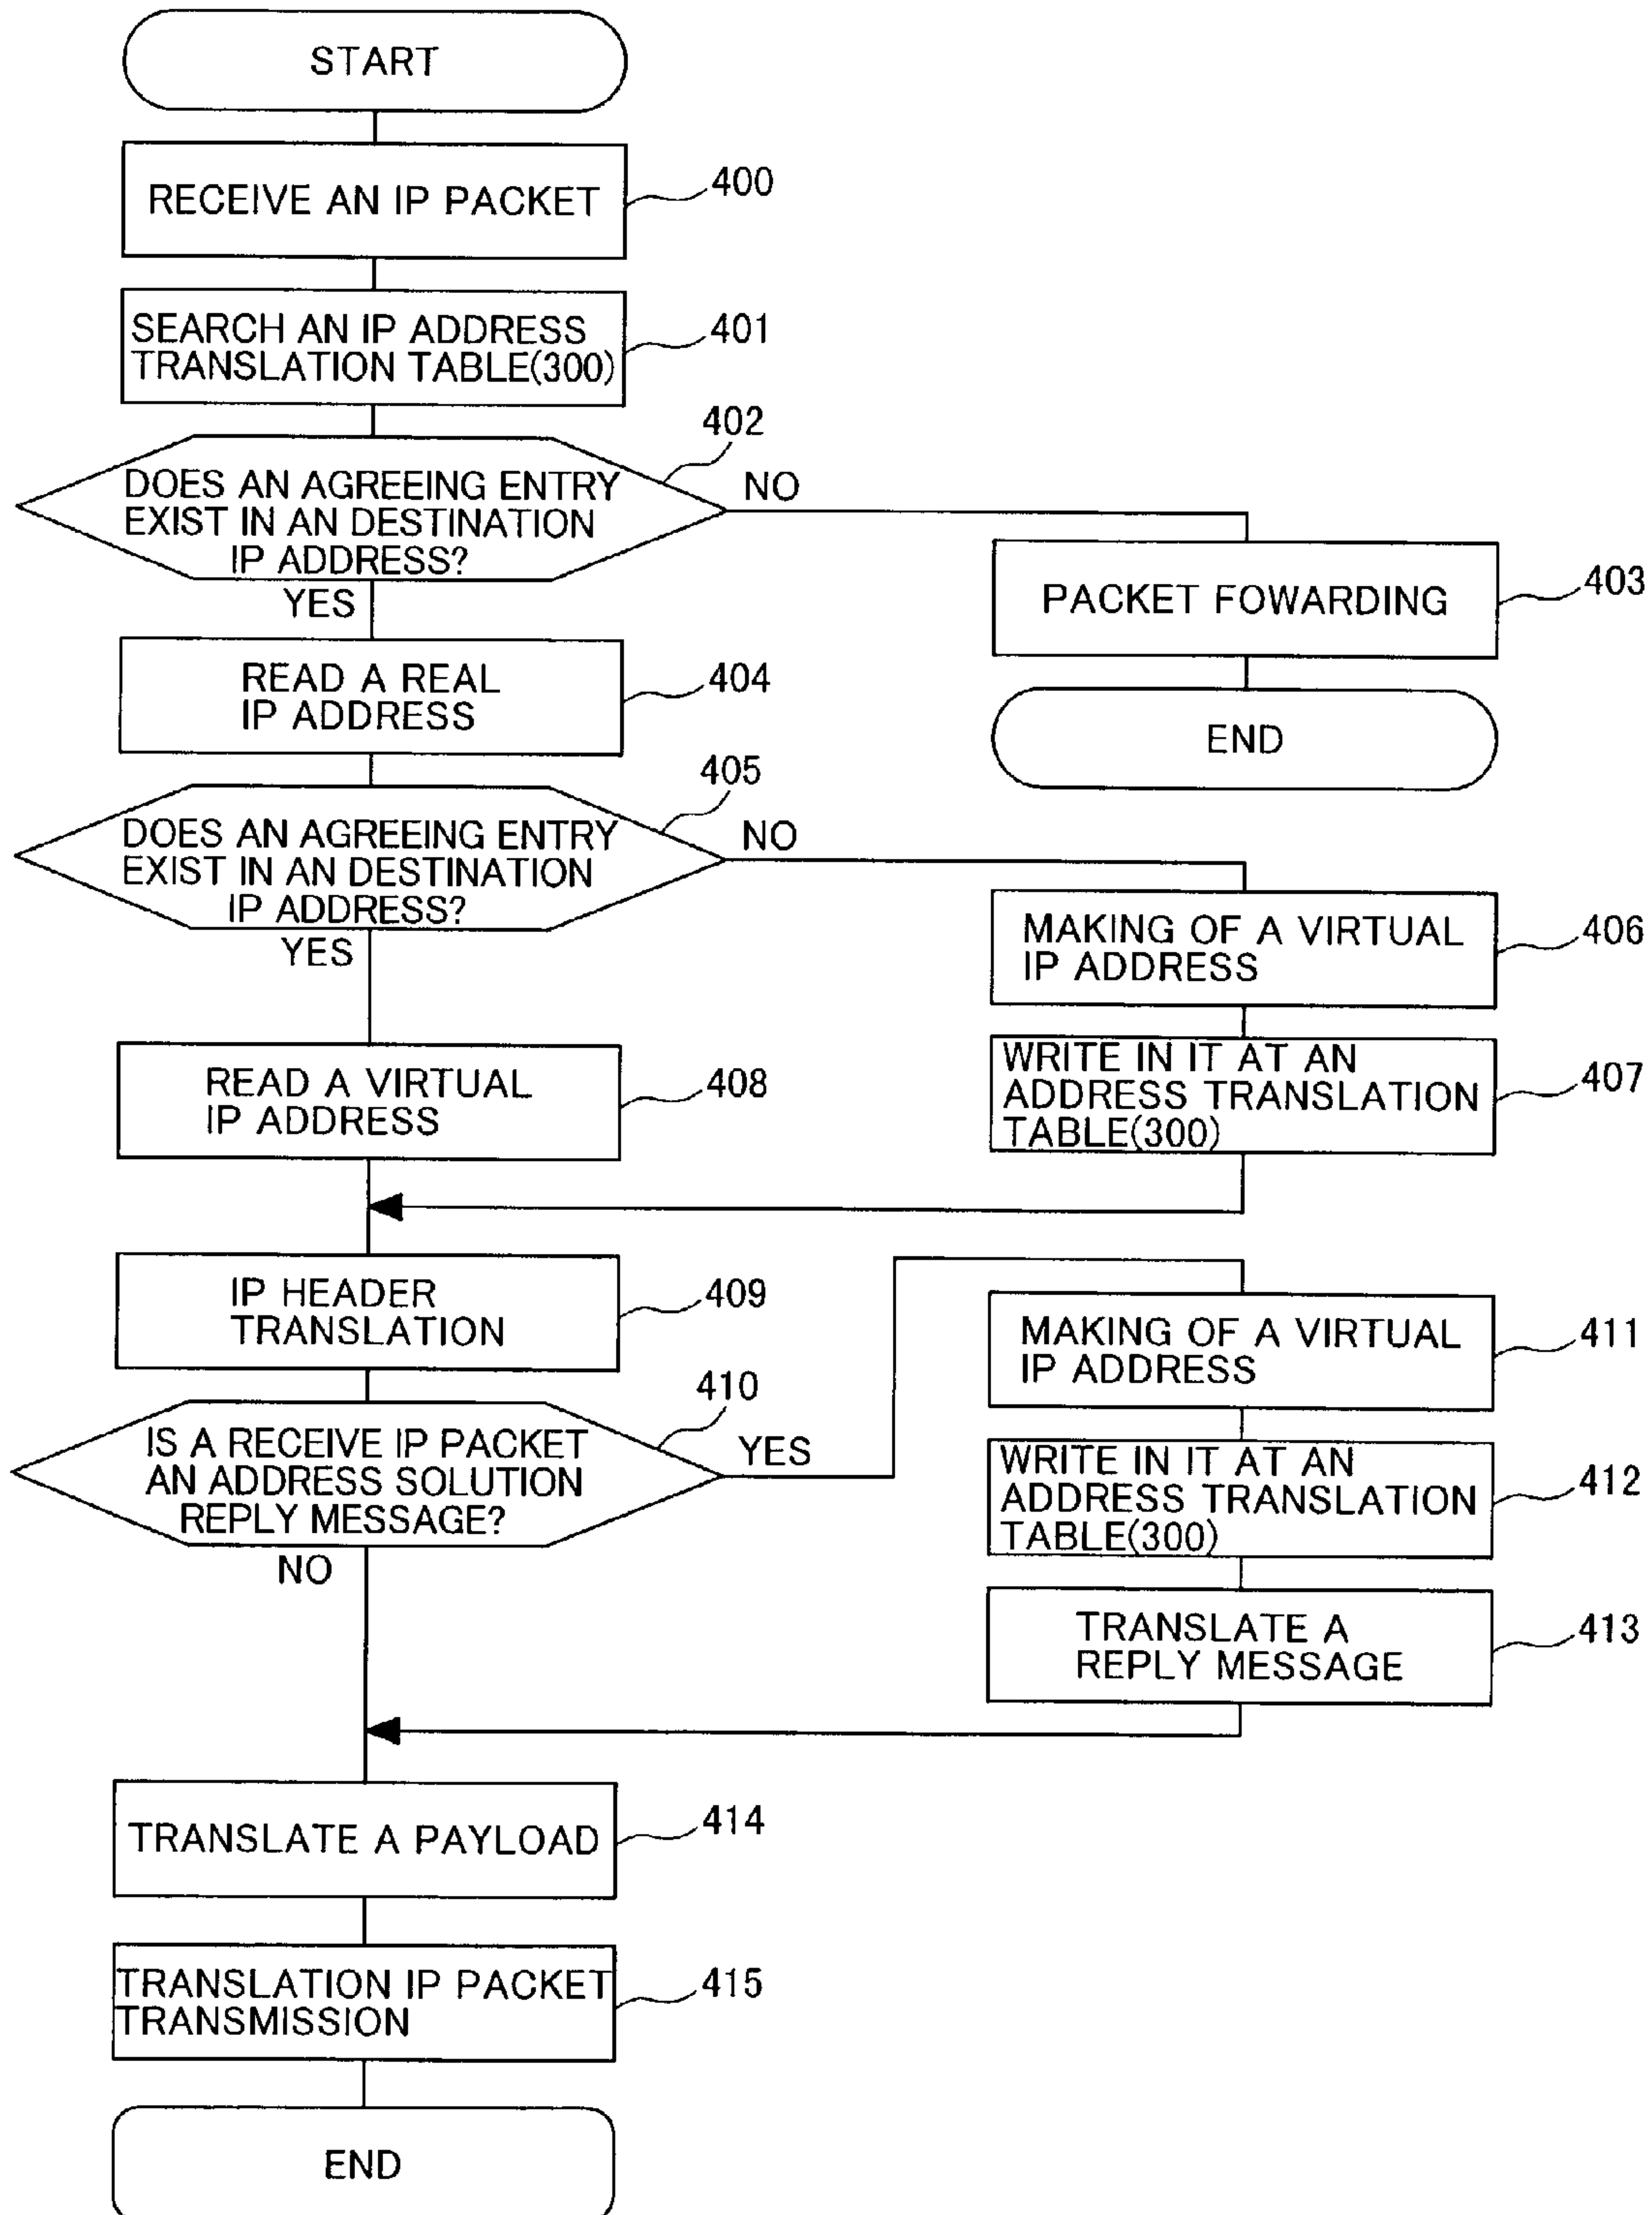 START
RECEIVE AN IP PACKET
400
SEARCH AN IP ADDRESS
TRANSLATION TABLE(300)
401
402
DOES AN AGREEING ENTRY
EXIST IN AN DESTINATION
IP ADDRESS?
NO
YES
PACKET FOWARDING
403
END
READ A REAL
IP ADDRESS
404
405
DOES AN AGREEING ENTRY
EXIST IN AN DESTINATION
IP ADDRESS?
NO
YES
MAKING OF A VIRTUAL
IP ADDRESS
406
WRITE IN IT AT AN
ADDRESS TRANSLATION
TABLE(300)
407
READ A VIRTUAL
IP ADDRESS
408
IP HEADER
TRANSLATION
409
410
IS A RECEIVE IP PACKET
AN ADDRESS SOLUTION
REPLY MESSAGE?
YES
NO
MAKING OF A VIRTUAL
IP ADDRESS
411
WRITE IN IT AT AN
ADDRESS TRANSLATION
TABLE(300)
412
TRANSLATE A
REPLY MESSAGE
413
TRANSLATE A PAYLOAD
414
TRANSLATION IP PACKET
TRANSMISSION
415
END